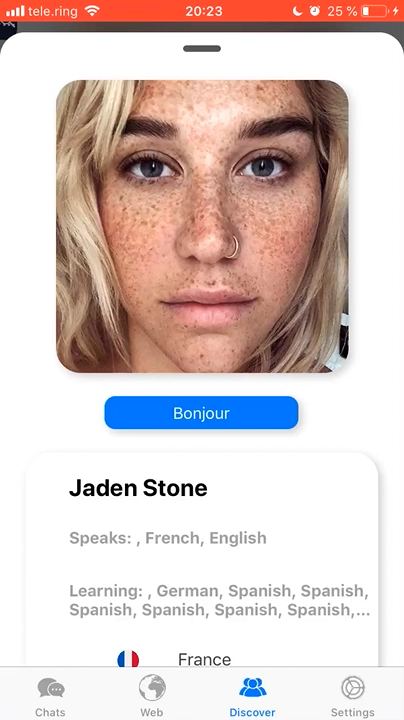 tele.ring 20:23 25 %
Bonjour
Jaden Stone
Speaks: , French, English
Learning: , German, Spanish, Spanish,
Spanish, Spanish, Spanish, Spanish,...
France
Chats Web Discover Settings